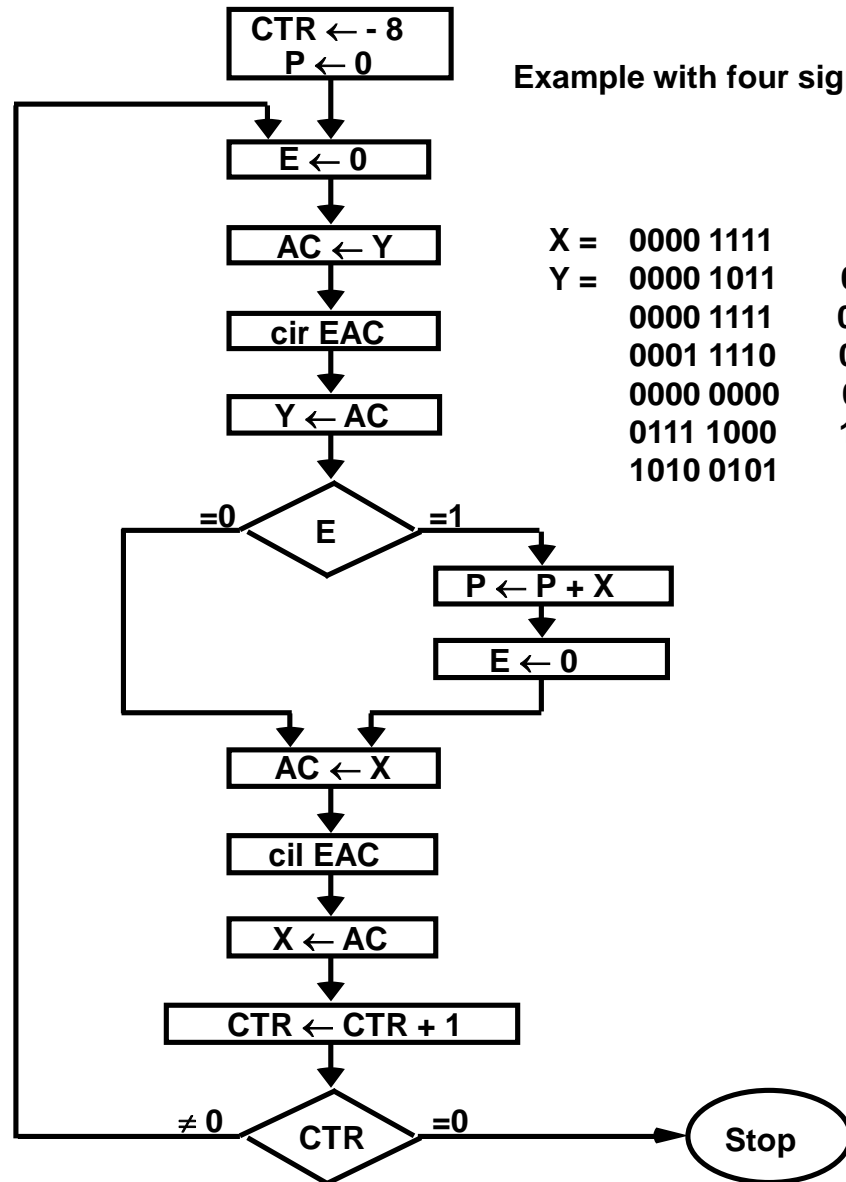 CTR ← - 8
P ← 0
Example with four sig
E ← 0
AC ← Y
cir EAC
Y ← AC
X = 0000 1111
Y = 0000 1011
0000 1111
0001 1110
0000 0000
0111 1000
1010 0101
=0
E
=1
P ← P + X
E ← 0
AC ← X
cil EAC
X ← AC
CTR ← CTR + 1
≠ 0
CTR
=0
Stop